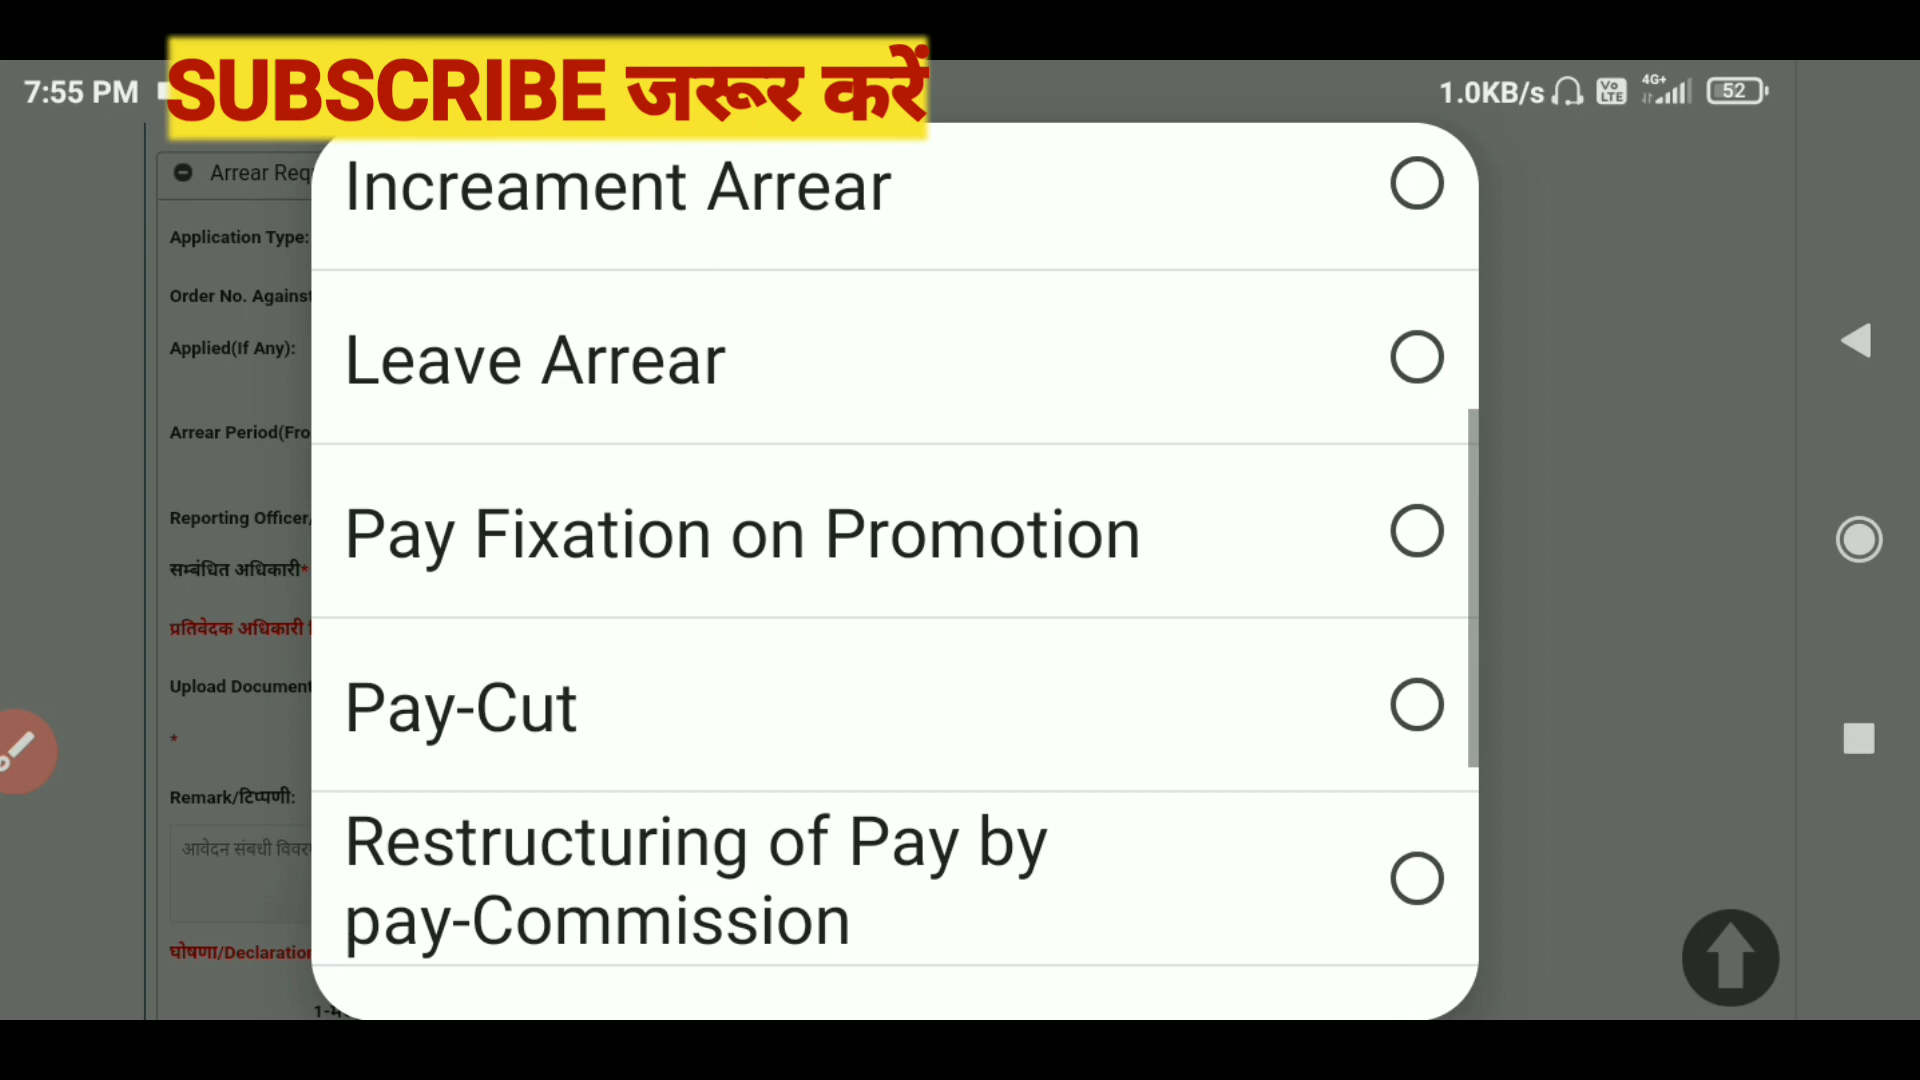 SUBSCRIBE जरूर करें
7:55 PM
1.0KB/s
Vo LTE
4G+
52
Arrear Req
Increament Arrear
Application Type:
Order No. Against
Leave Arrear
Applied(If Any):
Arrear Period(Fro
Pay Fixation on Promotion
Reporting Officer/
सम्बंधित अधिकारी*
प्रतिवेदक अधिकारी
Upload Document
Pay-Cut
*
Remark/टिप्पणी:
Restructuring of Pay by
आवेदन संबधी विवर
pay-Commission
घोषणा/Declaration